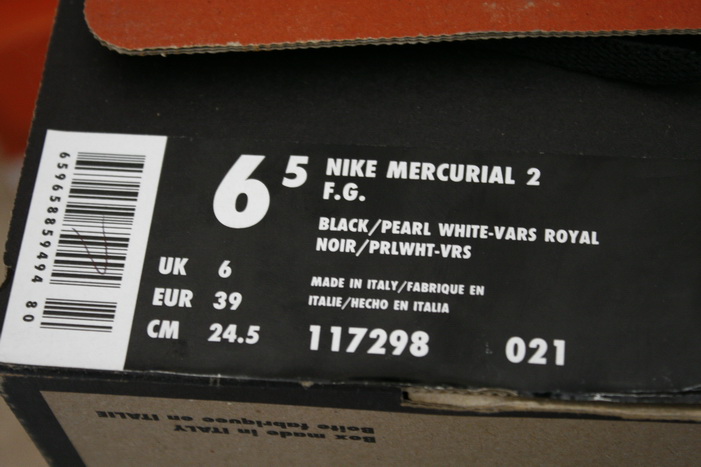 659658859494 80
6 5
NIKE MERCURIAL 2
F.G.
BLACK/PEARL WHITE-VARS ROYAL
NOIR/PRLWHT-VRS
UK 6
EUR 39
CM 24.5
MADE IN ITALY/FABRIQUE EN
ITALIE/HECHO EN ITALIA
117298 021
Box made in ITALY
Boîte fabriquee en ITALIE